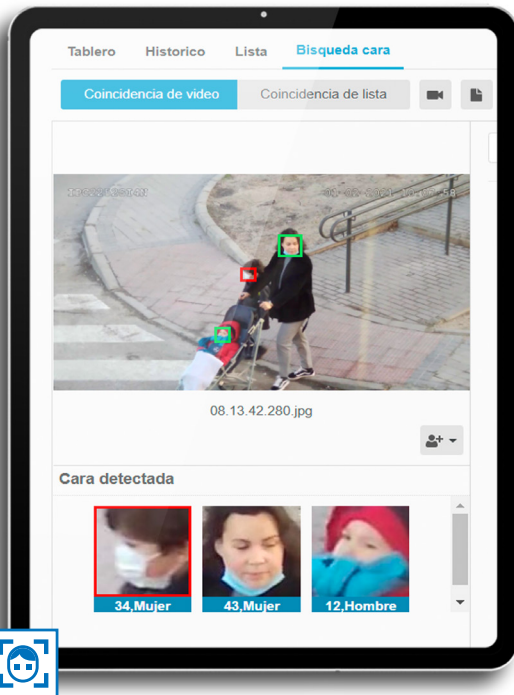 Tablero Historico Lista Bisqueda cara
Coincidencia de video Coincidencia de lista
08.13.42.280.jpg
Cara detectada
34,Mujer 43,Mujer 12,Hombre